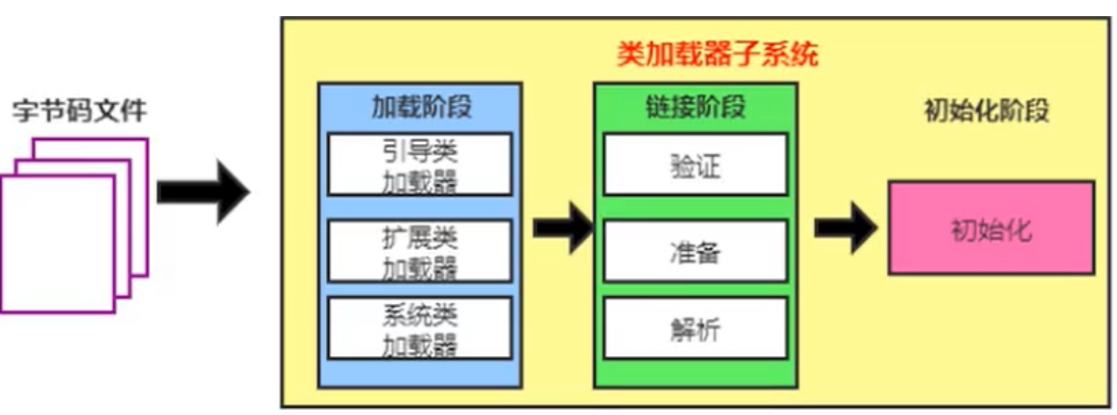 类加载器子系统
字节码文件
加载阶段
引导类
加载器
扩展类
加载器
系统类
加载器
链接阶段
验证
准备
解析
初始化阶段
初始化